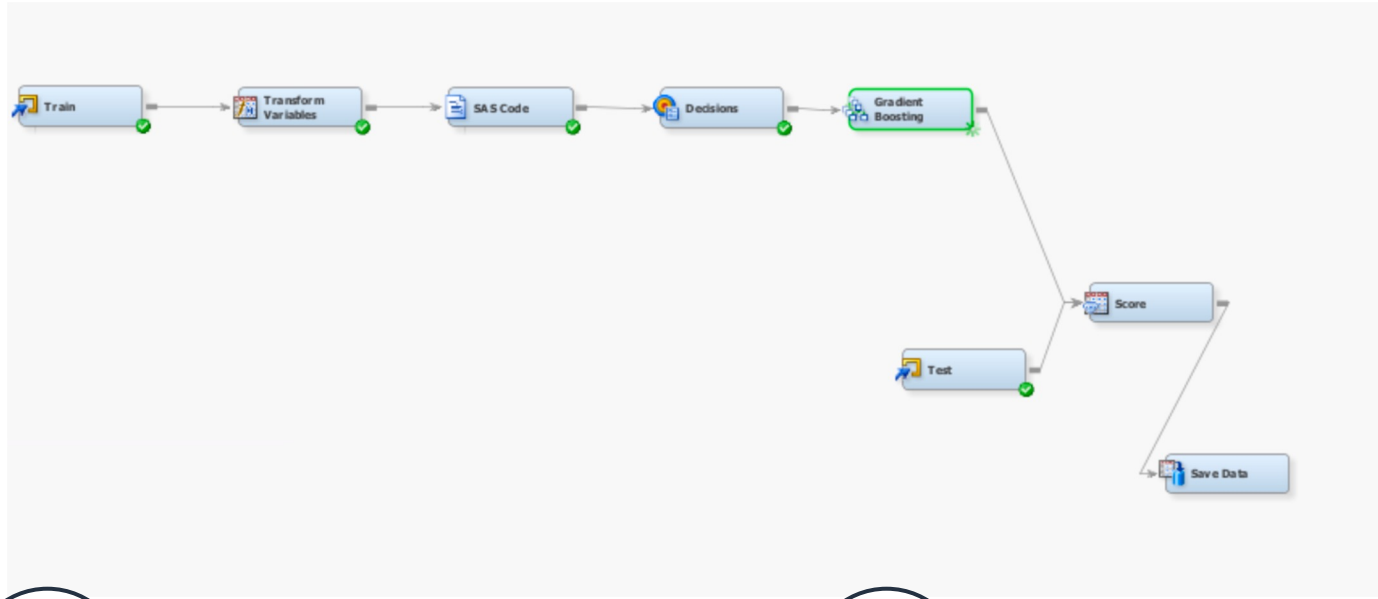 Train
Transform
Variables
SAS Code
Decisions
Gradient
Boosting
Score
Test
Save Data